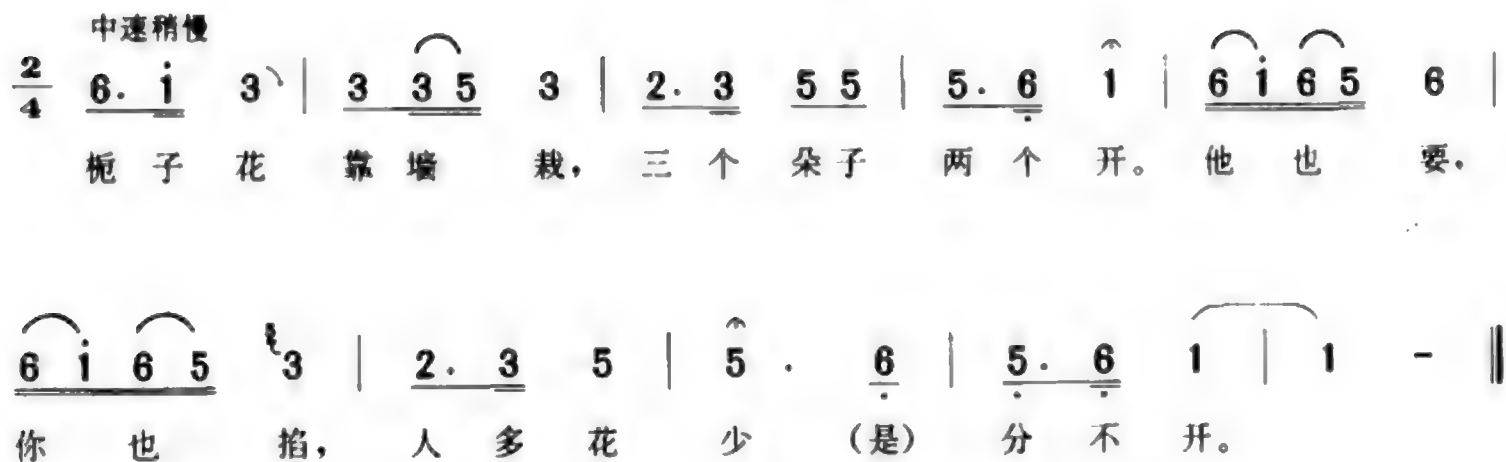 中速稍慢
2/4 6. i 3 | 3 3 5 3 | 2. 3 5 5 | 5. 6 1 | 6 i 6 5 6 |
栀 子 花 靠 墙 栽, 三 个 朵 子 两 个 开。 他 也 要,
6 i 6 5 3 | 2. 3 5 | 5 . 6 | 5. 6 1 | 1 - ‖
你 也 掐, 人 多 花 少 (是) 分 不 开。